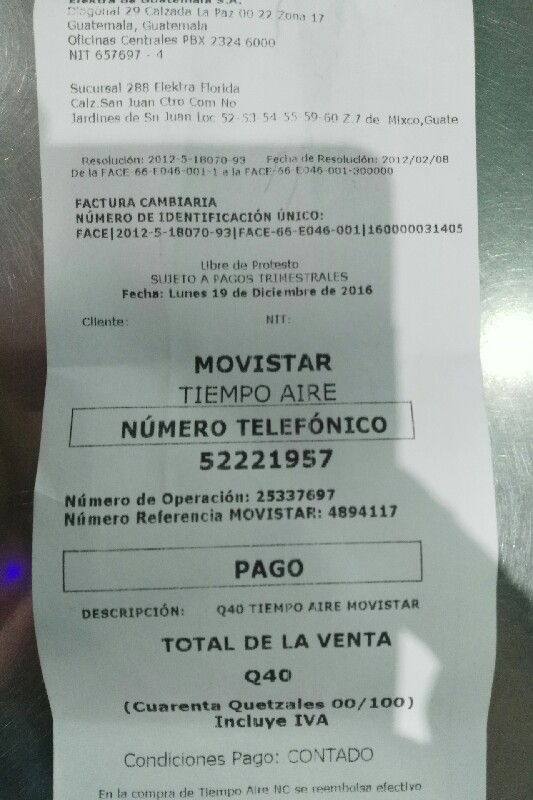 Elektra de Guatemala S.A.
Diagonal 29 Calzada La Paz 00 22 Zona 17
Guatemala, Guatemala
Oficinas Centrales PBX 2324 6000
NIT 657697 - 4
Sucursal 288 Elektra Florida
Calz.San Juan Ctro Com No
Jardines de Sn Juan Loc 52-53 54-55 59-60 Z.7 de Mixco,Guate
Resolución: 2012-5-18070-93 Fecha de Resolución: 2012/02/08
De la FACE-66-E046-001-1 a la FACE-66-E046-001-300000
FACTURA CAMBIARIA
NÚMERO DE IDENTIFICACIÓN ÚNICO:
FACE|2012-5-18070-93|FACE-66-E046-001|160000031405
Libre de Protesto
SUJETO A PAGOS TRIMESTRALES
Fecha: Lunes 19 de Diciembre de 2016
Cliente: NIT:
MOVISTAR
TIEMPO AIRE
NÚMERO TELEFÓNICO
52221957
Número de Operación: 25337697
Número Referencia MOVISTAR: 4894117
PAGO
DESCRIPCIÓN: Q40 TIEMPO AIRE MOVISTAR
TOTAL DE LA VENTA
Q40
(Cuarenta Quetzales 00/100)
Incluye IVA
Condiciones Pago: CONTADO
En la compra de Tiempo Aire NC se reembolsa efectivo